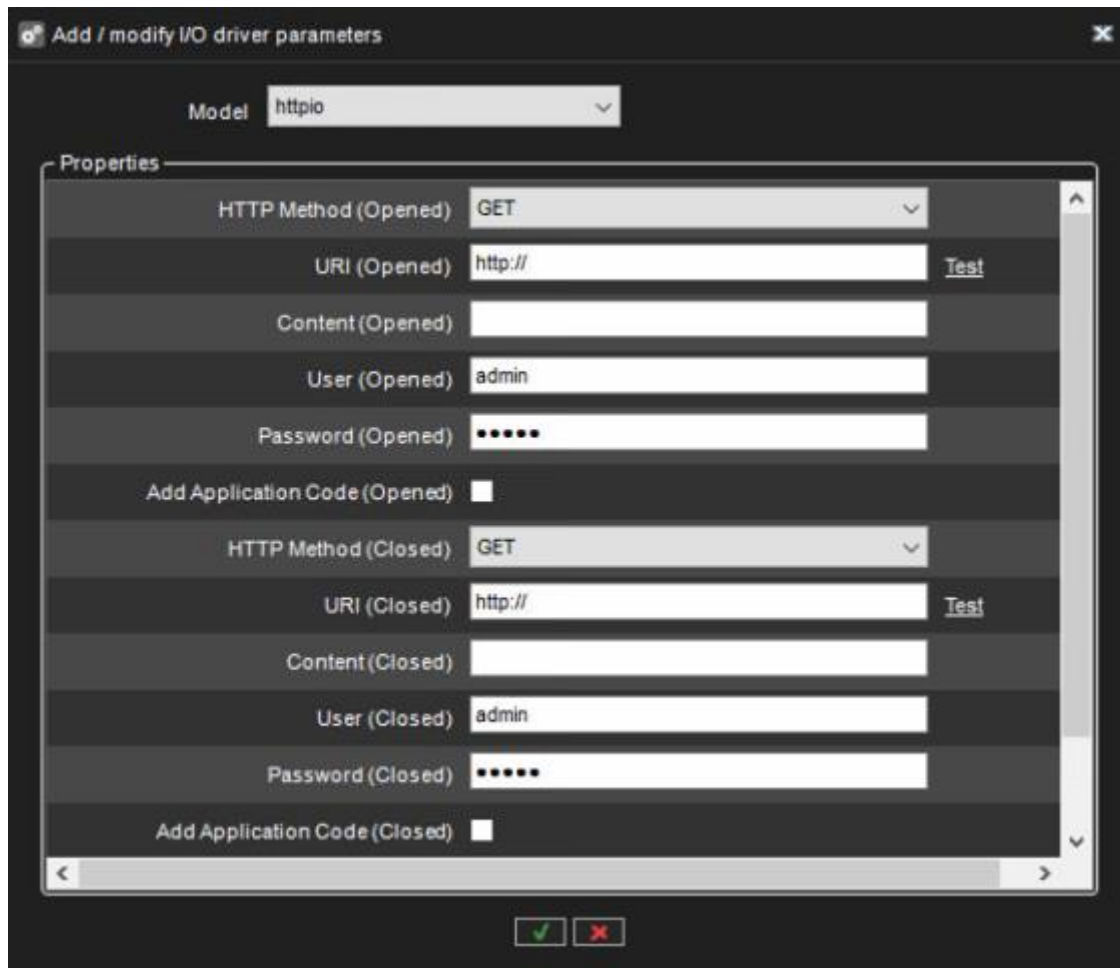 Add / modify I/O driver parameters
Model httpio
Properties
HTTP Method (Opened) GET
URI (Opened) http:// Test
Content (Opened)
User (Opened) admin
Password (Opened) •••••
Add Application Code (Opened)
HTTP Method (Closed) GET
URI (Closed) http:// Test
Content (Closed)
User (Closed) admin
Password (Closed) •••••
Add Application Code (Closed)